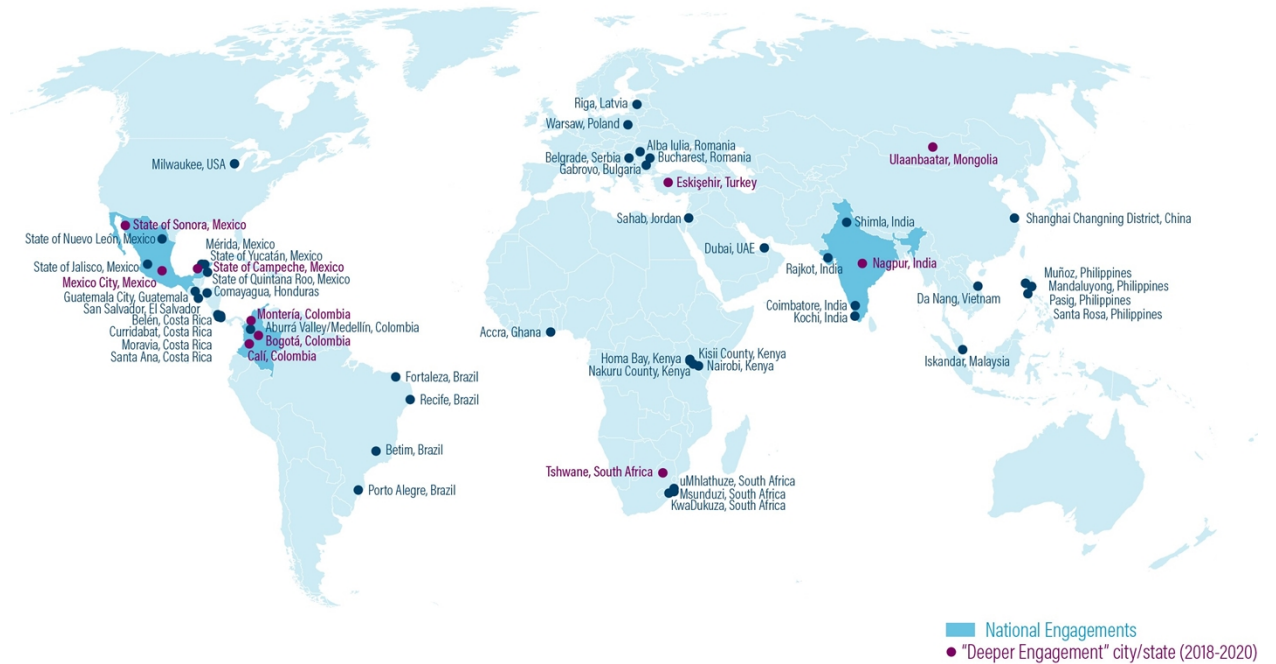 Riga, Latvia
Warsaw, Poland
Alba Iulia, Romania
Belgrade, Serbia
Bucharest, Romania
Gabrovo, Bulgaria
Ulaanbaatar, Mongolia
Milwaukee, USA
Eskişehir, Turkey
Sahab, Jordan
Shimla, India
Shanghai Changning District, China
State of Sonora, Mexico
State of Nuevo León, Mexico
Mérida, Mexico
State of Yucatán, Mexico
State of Jalisco, Mexico
State of Campeche, Mexico
Mexico City, Mexico
State of Quintana Roo, Mexico
Dubai, UAE
Rajkot, India
Nagpur, India
Muñoz, Philippines
Mandaluyong, Philippines
Pasig, Philippines
Santa Rosa, Philippines
Da Nang, Vietnam
Guatemala City, Guatemala
Comayagua, Honduras
San Salvador, El Salvador
Belén, Costa Rica
Curridabat, Costa Rica
Moravia, Costa Rica
Santa Ana, Costa Rica
Montería, Colombia
Aburrá Valley/Medellín, Colombia
Bogotá, Colombia
Calí, Colombia
Coimbatore, India
Kochi, India
Accra, Ghana
Homa Bay, Kenya
Kisii County, Kenya
Nakuru County, Kenya
Nairobi, Kenya
Iskandar, Malaysia
Fortaleza, Brazil
Recife, Brazil
Betim, Brazil
Porto Alegre, Brazil
Tshwane, South Africa
uMhlathuze, South Africa
Msunduzi, South Africa
KwaDukuza, South Africa
National Engagements
“Deeper Engagement” city/state (2018-2020)